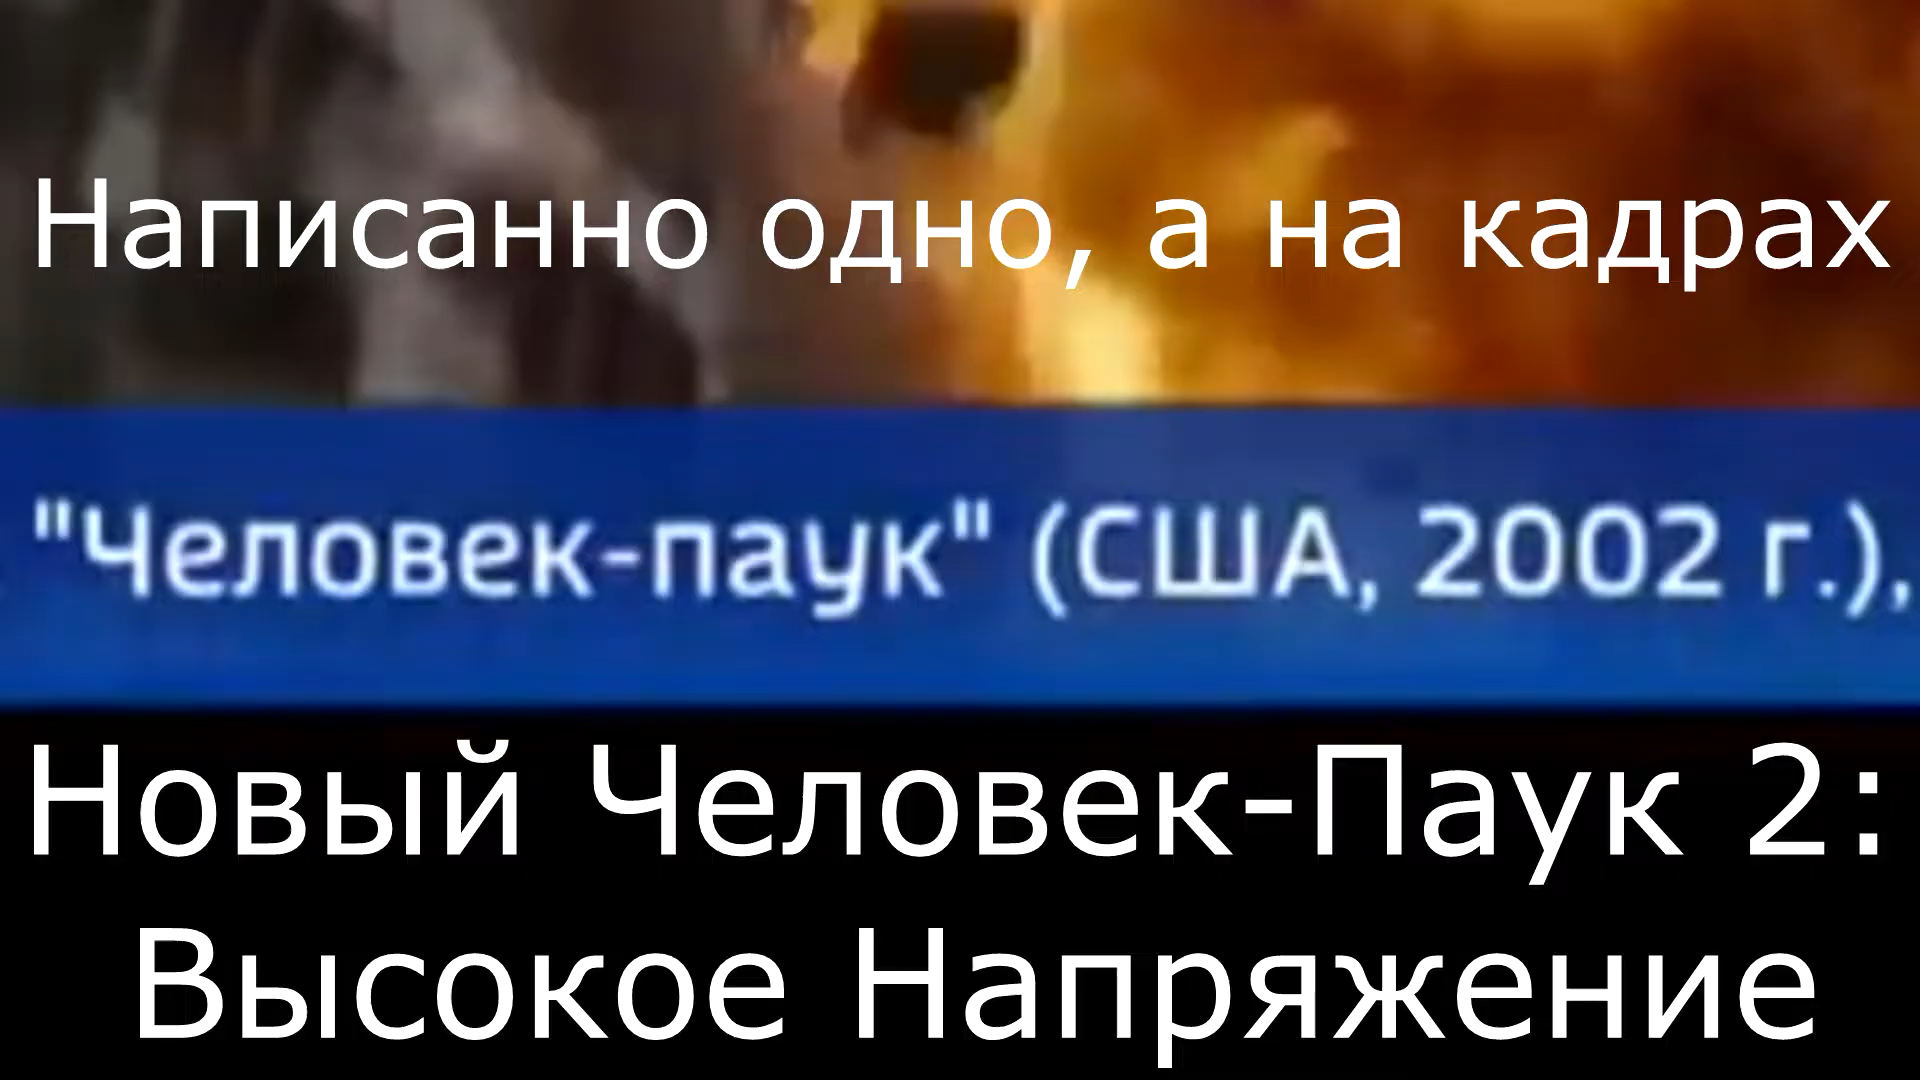 Написанно одно, а на кадрах
"Человек-паук" (США, 2002 г.),
Новый Человек-Паук 2:
Высокое Напряжение